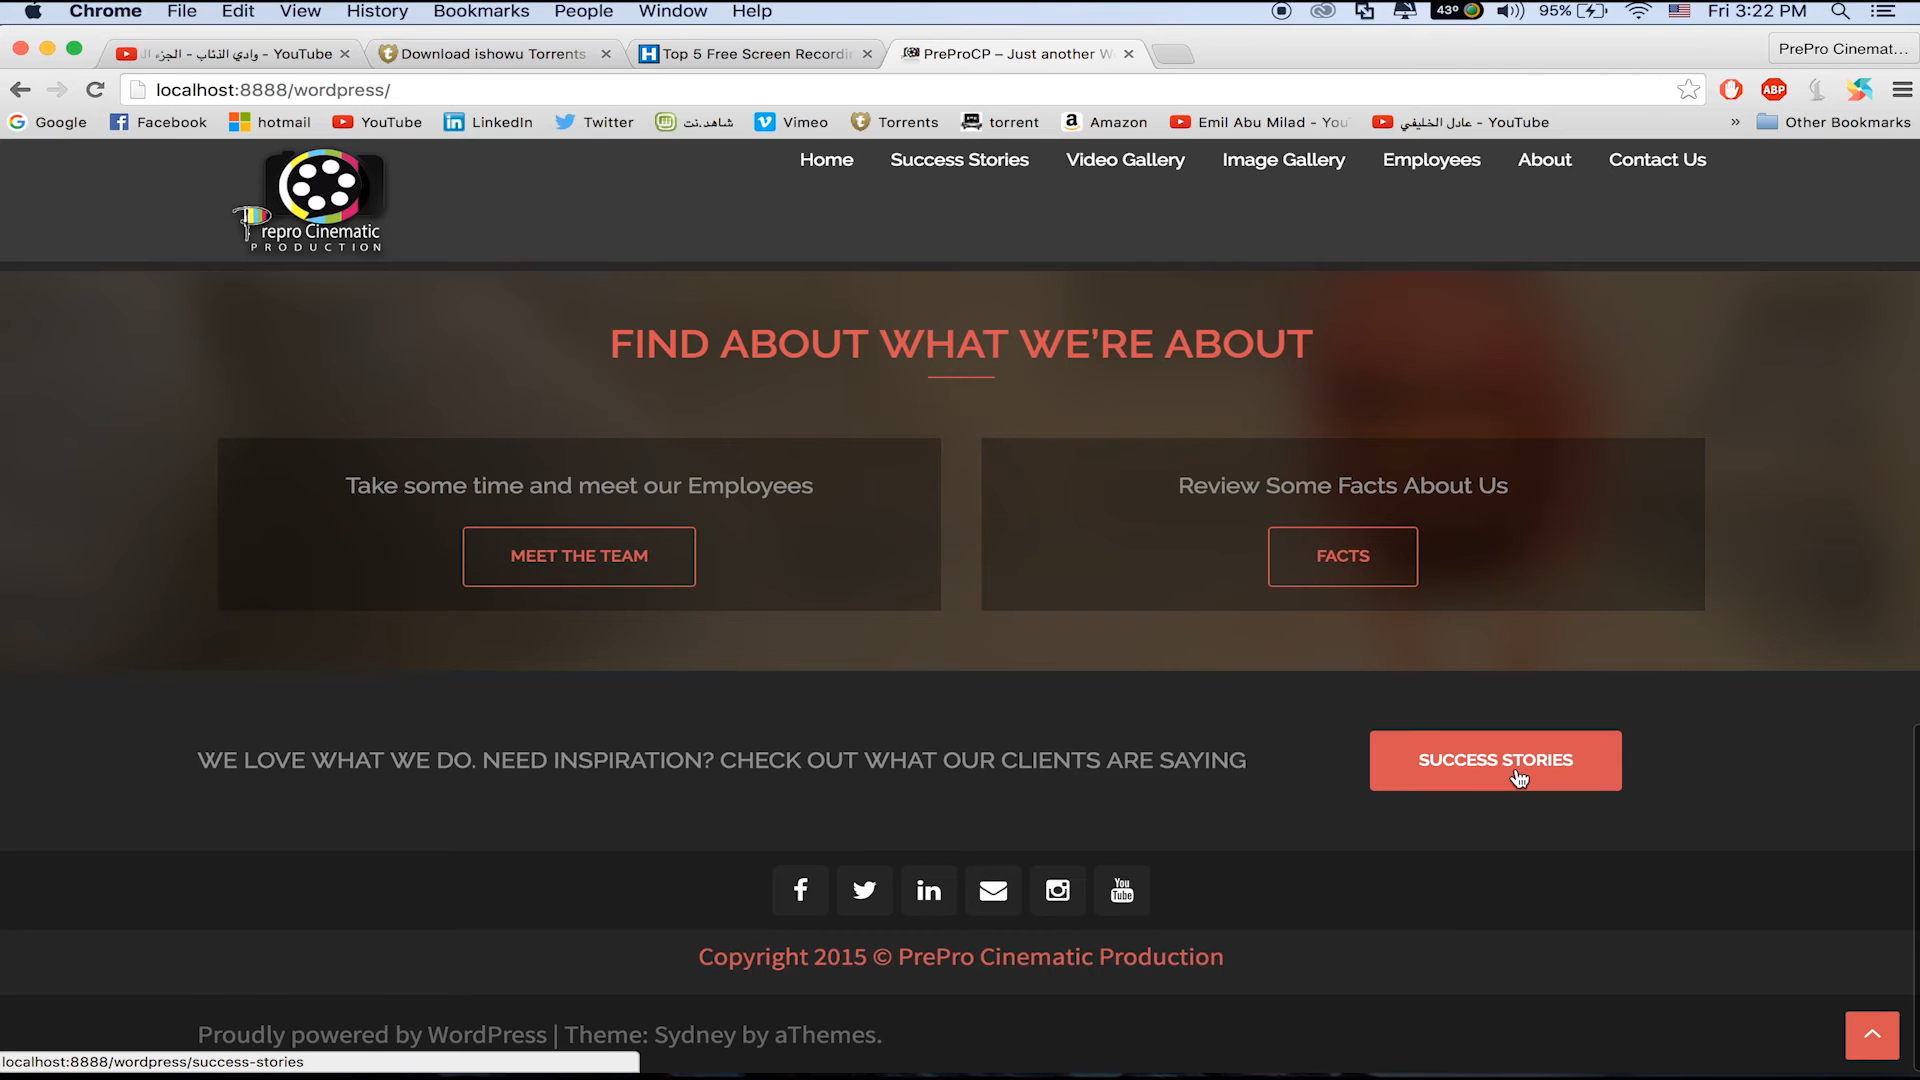 Chrome File Edit View History Bookmarks People Window Help 43° 95% Fri 3:22 PM
وادي الذئاب - الجزء ال - YouTube
Download ishowu Torrents
Top 5 Free Screen Recordi
PreProCP – Just another W
PrePro Cinemat...
localhost:8888/wordpress/
ABP
Google Facebook hotmail YouTube LinkedIn Twitter شاهد.نت Vimeo Torrents torrent Amazon Emil Abu Milad - You عادل الخليفي - YouTube » Other Bookmarks
Home Success Stories Video Gallery Image Gallery Employees About Contact Us
Prepro Cinematic
PRODUCTION
FIND ABOUT WHAT WE'RE ABOUT
Take some time and meet our Employees
MEET THE TEAM
Review Some Facts About Us
FACTS
WE LOVE WHAT WE DO. NEED INSPIRATION? CHECK OUT WHAT OUR CLIENTS ARE SAYING
SUCCESS STORIES
You Tube
Copyright 2015 © PrePro Cinematic Production
Proudly powered by WordPress | Theme: Sydney by aThemes.
localhost:8888/wordpress/success-stories